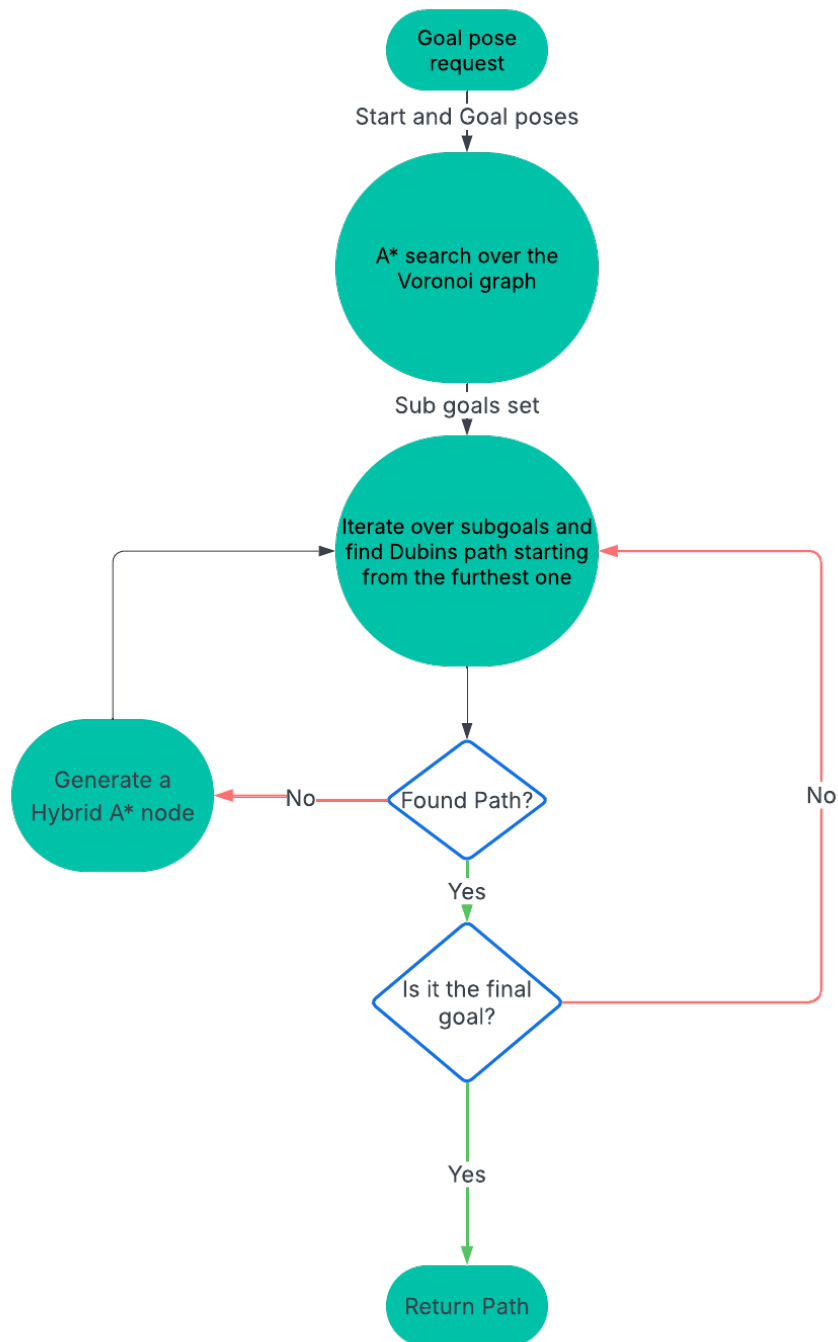 Goal pose
request
Start and Goal poses
A* search over the
Voronoi graph
Sub goals set
Iterate over subgoals and
find Dubins path starting
from the furthest one
Generate a
Hybrid A* node
No
Found Path?
No
Yes
Is it the final
goal?
Yes
Return Path